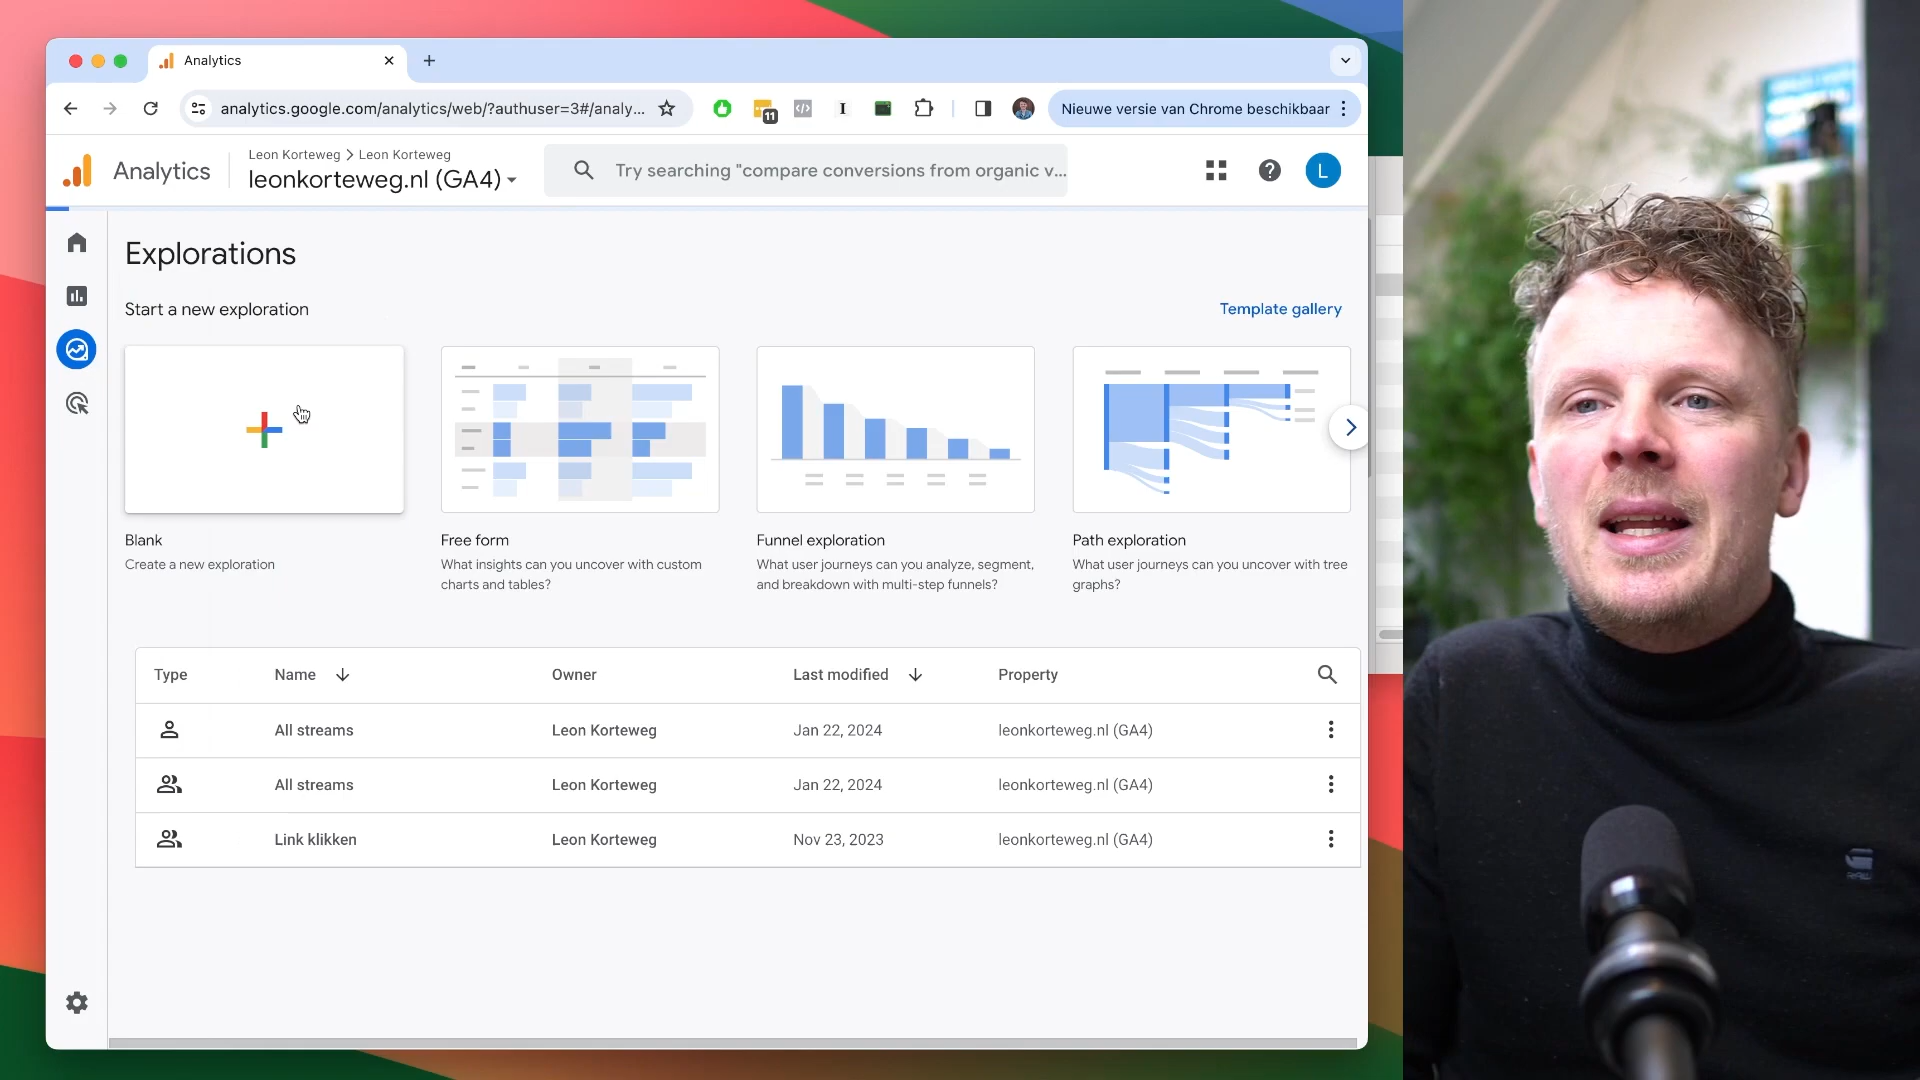 Analytics
analytics.google.com/analytics/web/?authuser=3#/analy...
11
I
Nieuwe versie van Chrome beschikbaar
Analytics
Leon Korteweg > Leon Korteweg
leonkorteweg.nl (GA4)
Try searching "compare conversions from organic v...
L
Explorations
Start a new exploration
Template gallery
Blank
Create a new exploration
Free form
What insights can you uncover with custom
charts and tables?
Funnel exploration
What user journeys can you analyze, segment,
and breakdown with multi-step funnels?
Path exploration
What user journeys can you uncover with tree
graphs?
Type Name Owner Last modified Property
All streams Leon Korteweg Jan 22, 2024 leonkorteweg.nl (GA4)
All streams Leon Korteweg Jan 22, 2024 leonkorteweg.nl (GA4)
Link klikken Leon Korteweg Nov 23, 2023 leonkorteweg.nl (GA4)